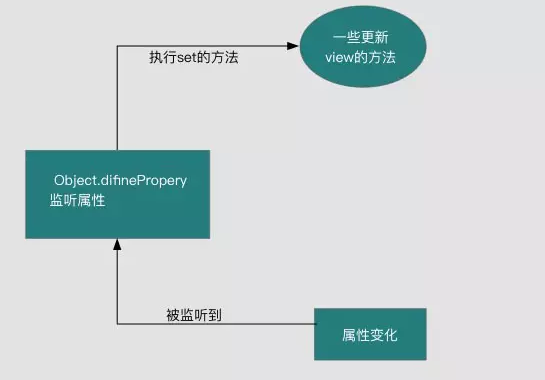 一些更新
view的方法
执行set的方法
Object.difinePropery
监听属性
被监听到
属性变化